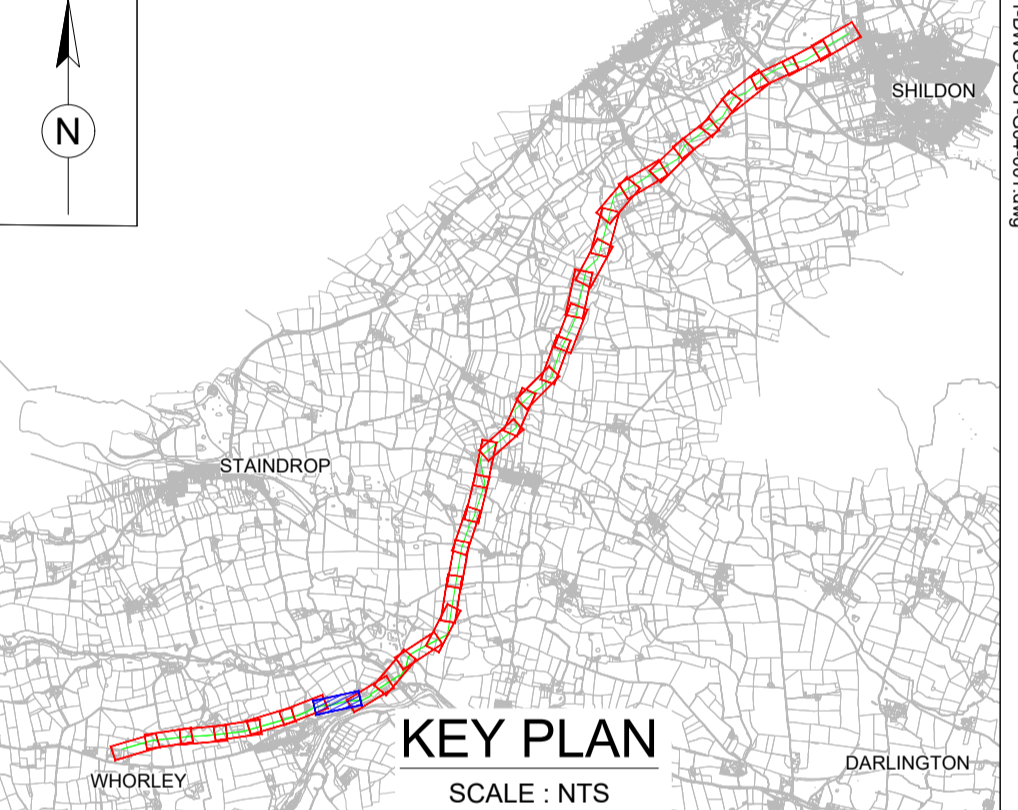 N
SHILDON
STAINDROP
KEY PLAN
SCALE : NTS
WHORLEY
DARLINGTON